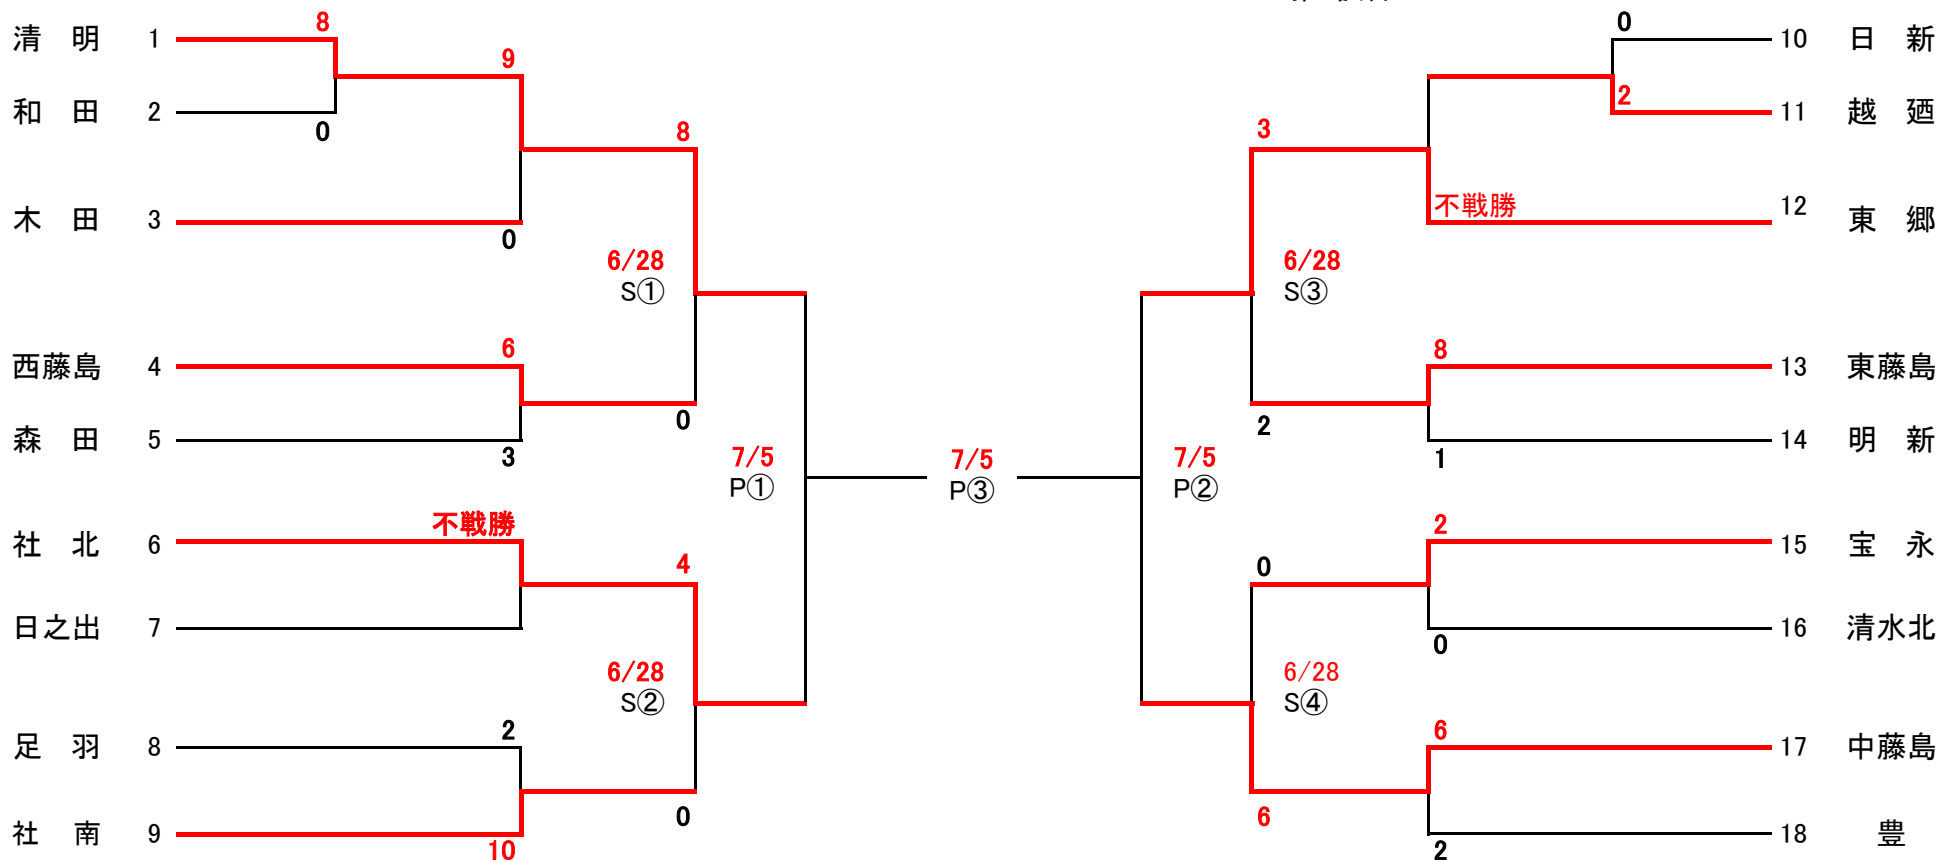 8
0
清 明 1
9
10 日 新
和 田 2
0
8
3
2
11 越 廼
木 田 3
0
不戦勝
12 東 郷
6/28
S①
6/28
S③
西藤島 4
6
0
8
13 東藤島
森 田 5
3
2
1
14 明 新
7/5
P①
7/5
P③
7/5
P②
社 北 6
不戦勝
4
0
2
15 宝 永
日之出 7
0
16 清水北
6/28
S②
6/28
S④
足 羽 8
2
0
6
6
17 中藤島
社 南 9
10
2
18 豊